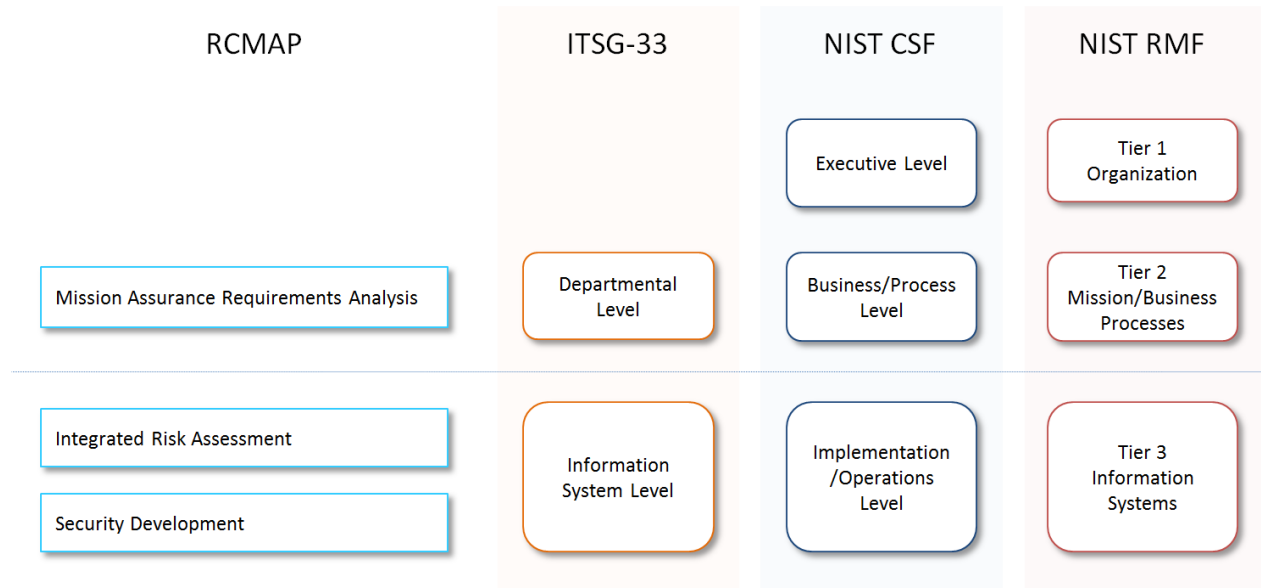 RCMAP
ITSG-33
NIST CSF
NIST RMF
Executive Level
Tier 1
Organization
Mission Assurance Requirements Analysis
Departmental
Level
Business/Process
Level
Tier 2
Mission/Business
Processes
Integrated Risk Assessment
Security Development
Information
System Level
Implementation
/Operations
Level
Tier 3
Information
Systems